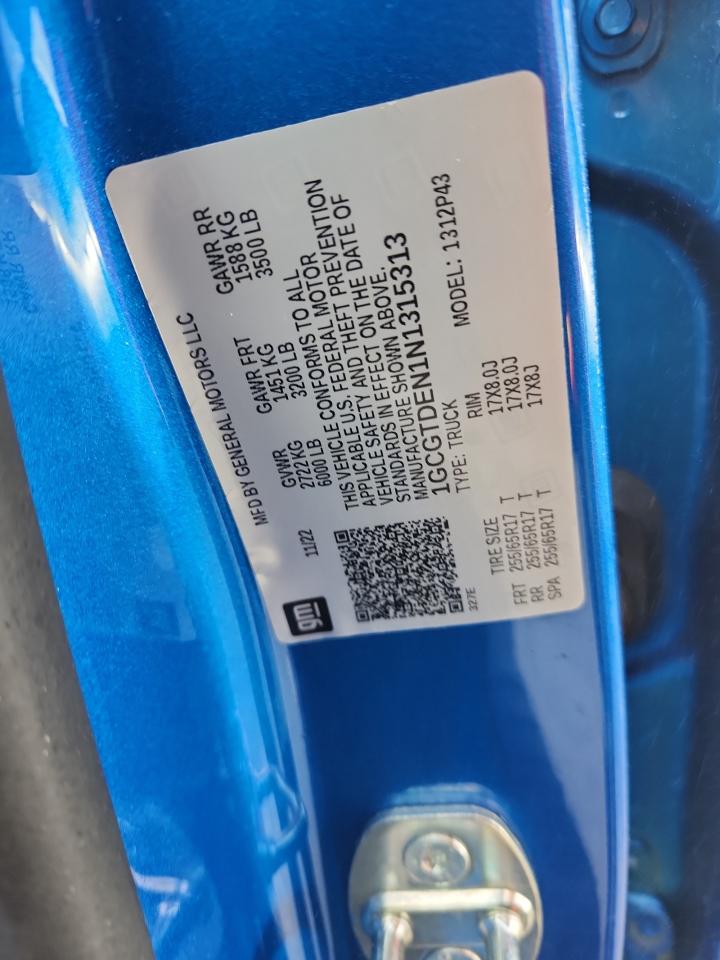 gm
11/22
MFD BY GENERAL MOTORS LLC
GVWR
2722 KG
6000 LB
GAWR FRT
1451 KG
3200 LB
GAWR RR
1588 KG
3500 LB
THIS VEHICLE CONFORMS TO ALL
APPLICABLE U.S. FEDERAL MOTOR
VEHICLE SAFETY AND THEFT PREVENTION
STANDARDS IN EFFECT ON THE DATE OF
MANUFACTURE SHOWN ABOVE.
1GCGTDEN1N1315313
327E
TYPE: TRUCK
MODEL: 1312P43
TIRE SIZE RIM
FRT 255/65R17 T 17X8.0J
RR 255/65R17 T 17X8.0J
SPA 255/65R17 T 17X8J